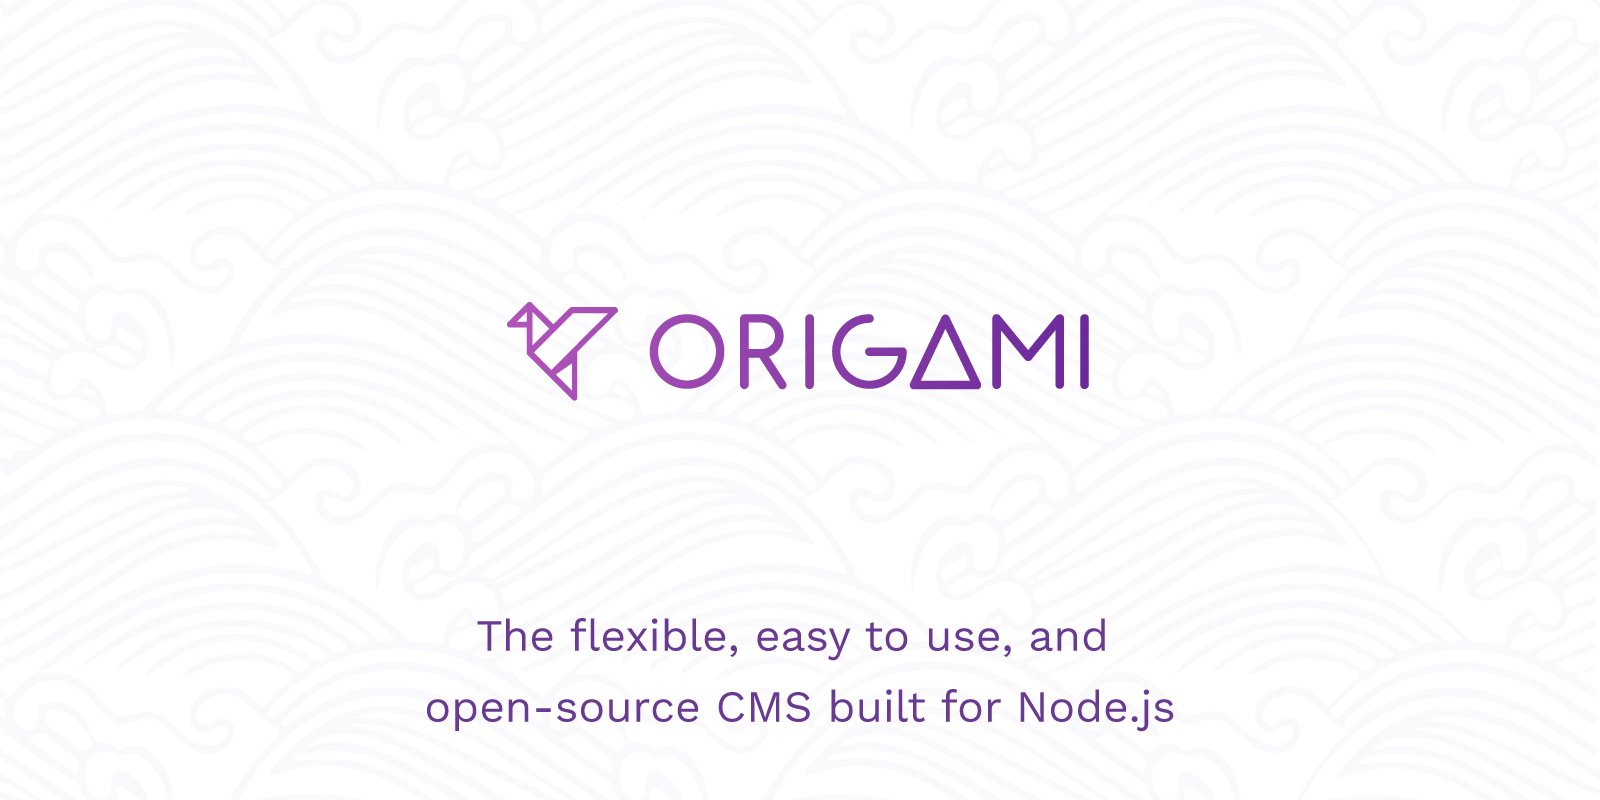 ORIGAMI
The flexible, easy to use, and
open-source CMS built for Node.js